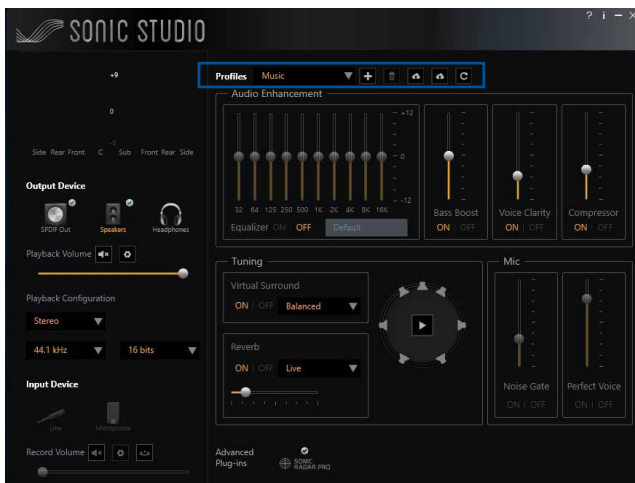 SONIC STUDIO
? i – ×
+9
0
-0
Side Rear Front C Sub Front Rear Side
Output Device
SPDIF Out Speakers Headphones
Playback Volume
Playback Configuration
Stereo
44.1 kHz 16 bits
Input Device
Line Microphone
Record Volume
Profiles Music
Audio Enhancement
+12
0
-12
32 64 125 250 500 1K 2K 4K 8K 16K
Equalizer ON | OFF Default
Bass Boost
ON | OFF
Voice Clarity
ON | OFF
Compressor
ON | OFF
Tuning
Virtual Surround
ON | OFF Balanced
Reverb
ON | OFF Live
Mic
Noise Gate
ON | OFF
Perfect Voice
ON | OFF
Advanced
Plug-ins
SONIC
RADAR PRO